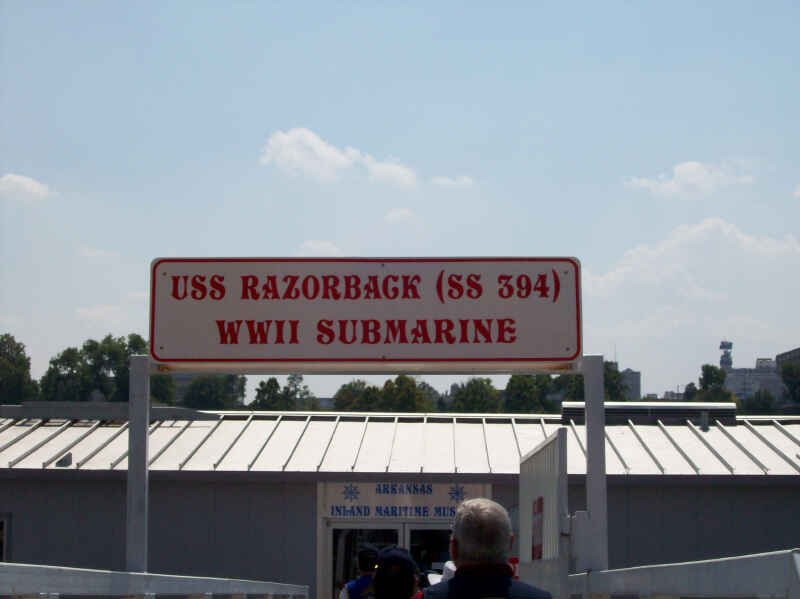 USS RAZORBACK (SS 394)
WWII SUBMARINE
ARKANSAS
INLAND MARITIME